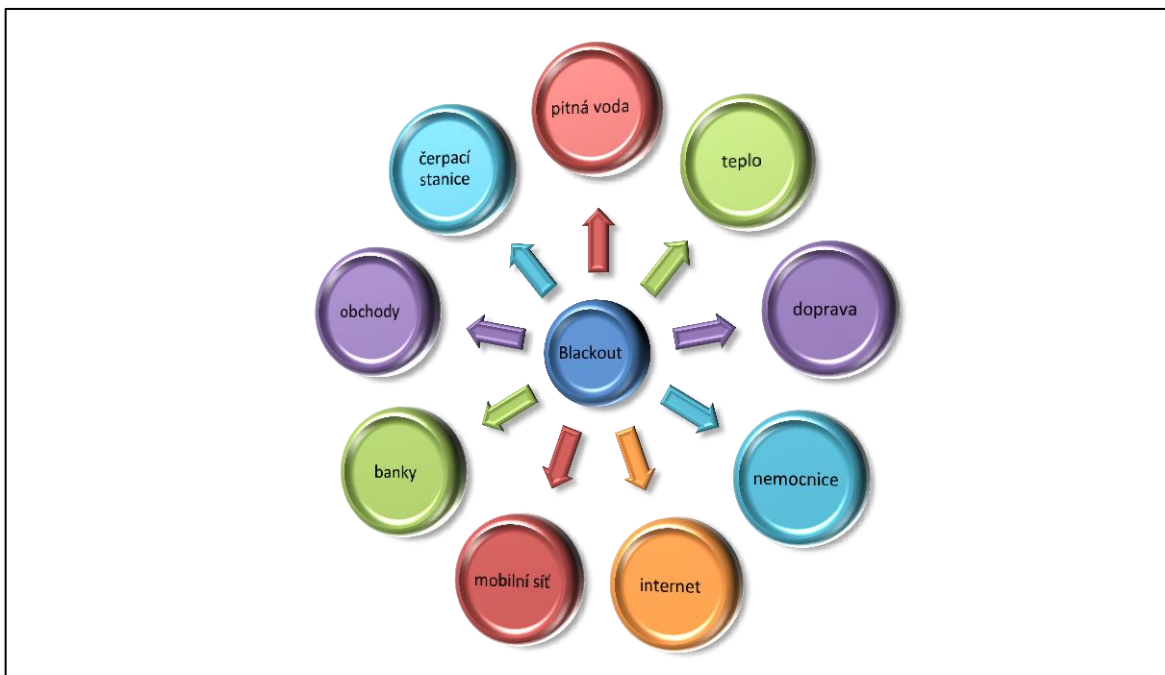 pitná voda
teplo
doprava
nemocnice
internet
mobilní síť
banky
obchody
čerpací
stanice
Blackout